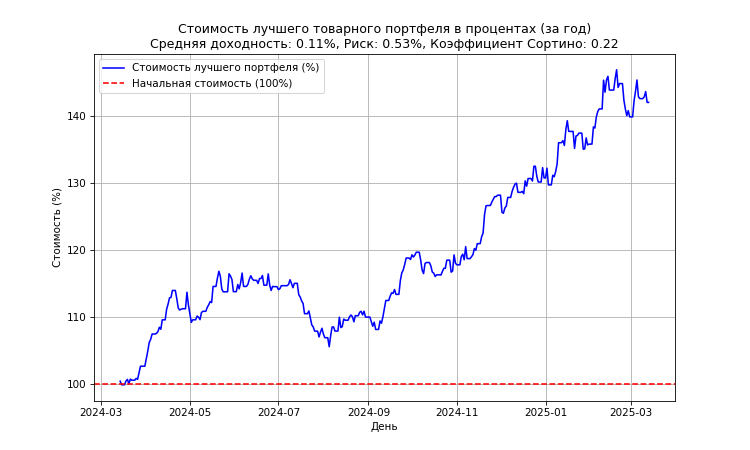 Стоимость лучшего товарного портфеля в процентах (за год)
Средняя доходность: 0.11%, Риск: 0.53%, Коэффициент Сортино: 0.22
Стоимость лучшего портфеля (%)
Начальная стоимость (100%)
Стоимость (%)
140
130
120
110
100
2024-03 2024-05 2024-07 2024-09 2024-11 2025-01 2025-03
День